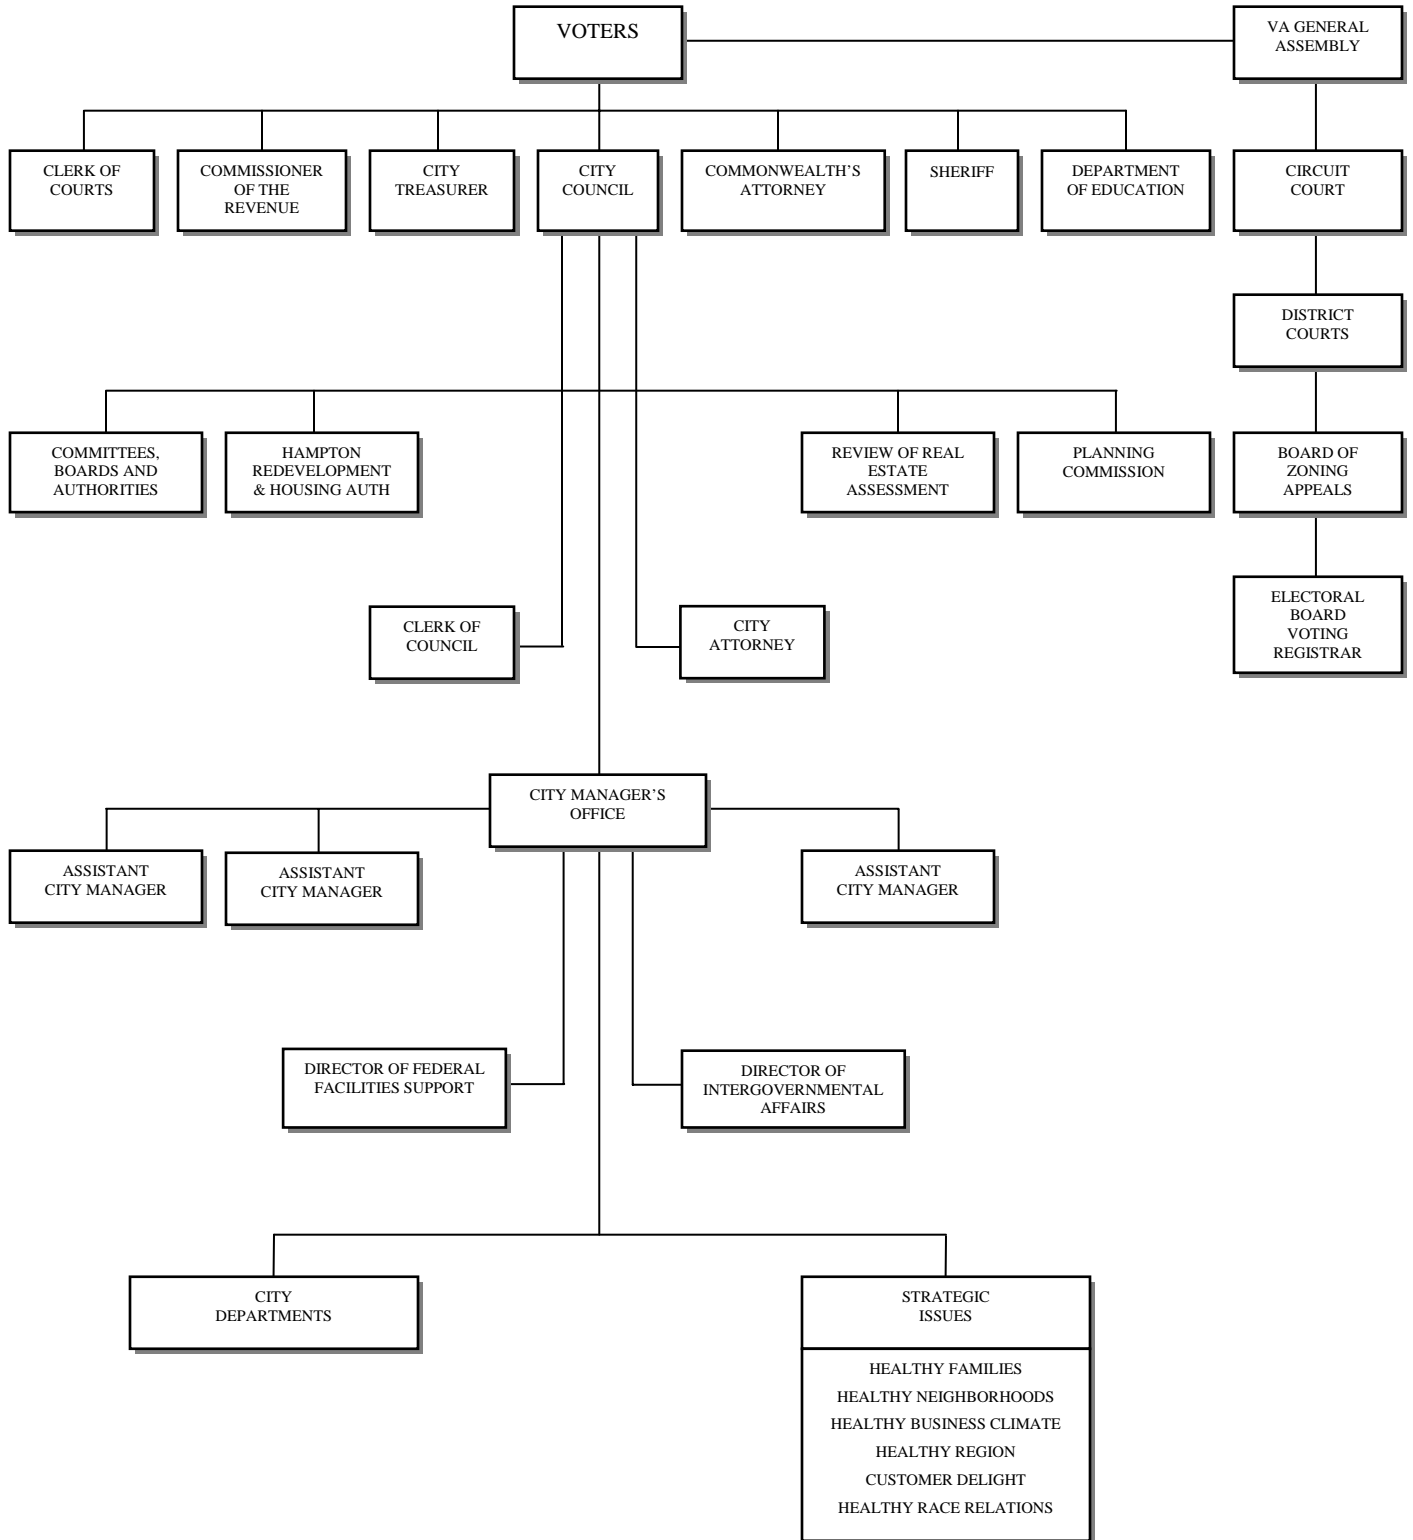 VOTERS
VA GENERAL
ASSEMBLY
CLERK OF
COURTS
COMMISSIONER
OF THE
REVENUE
CITY
TREASURER
CITY
COUNCIL
COMMONWEALTH'S
ATTORNEY
SHERIFF
DEPARTMENT
OF EDUCATION
CIRCUIT
COURT
DISTRICT
COURTS
COMMITTEES,
BOARDS AND
AUTHORITIES
HAMPTON
REDEVELOPMENT
& HOUSING AUTH
REVIEW OF REAL
ESTATE
ASSESSMENT
PLANNING
COMMISSION
BOARD OF
ZONING
APPEALS
CLERK OF
COUNCIL
CITY
ATTORNEY
ELECTORAL
BOARD
VOTING
REGISTRAR
CITY MANAGER'S
OFFICE
ASSISTANT
CITY MANAGER
ASSISTANT
CITY MANAGER
ASSISTANT
CITY MANAGER
DIRECTOR OF FEDERAL
FACILITIES SUPPORT
DIRECTOR OF
INTERGOVERNMENTAL
AFFAIRS
CITY
DEPARTMENTS
STRATEGIC
ISSUES
HEALTHY FAMILIES
HEALTHY NEIGHBORHOODS
HEALTHY BUSINESS CLIMATE
HEALTHY REGION
CUSTOMER DELIGHT
HEALTHY RACE RELATIONS